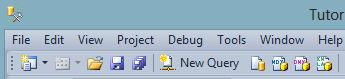 Tutor
File Edit View Project Debug Tools Window Help
New Query